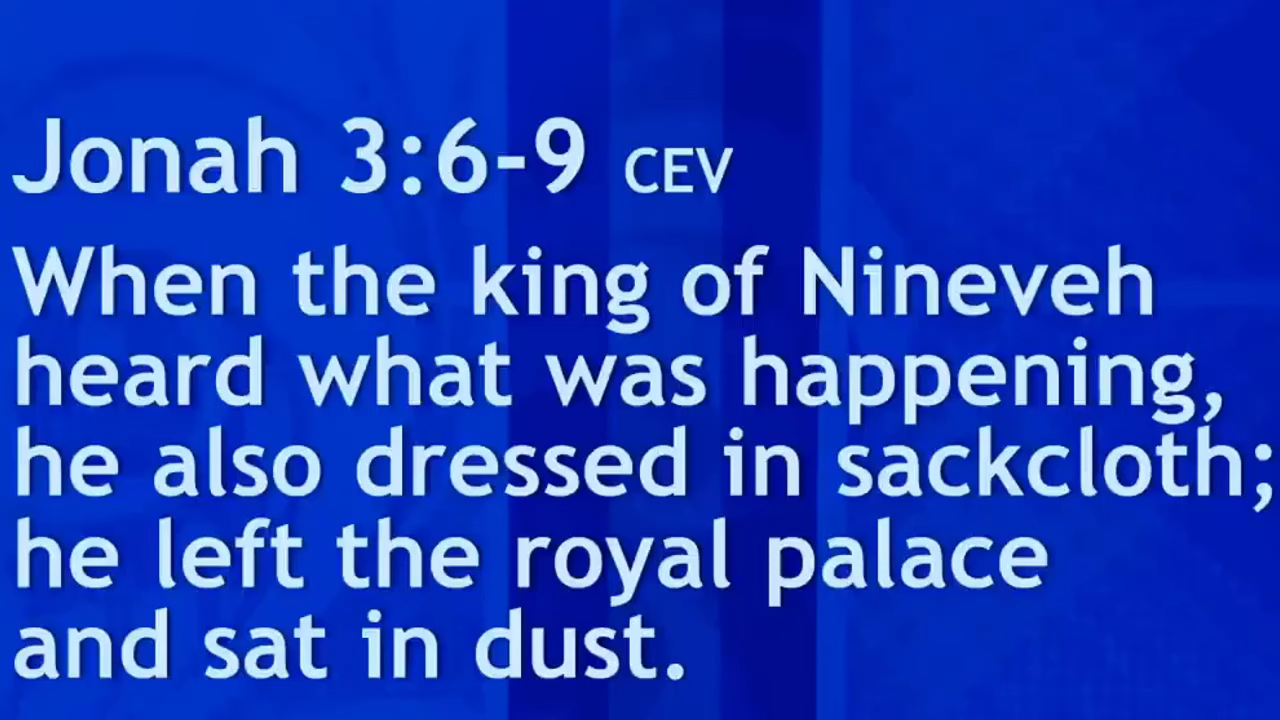 Jonah 3:6-9 CEV
When the king of Nineveh
heard what was happening,
he also dressed in sackcloth;
he left the royal palace
and sat in dust.